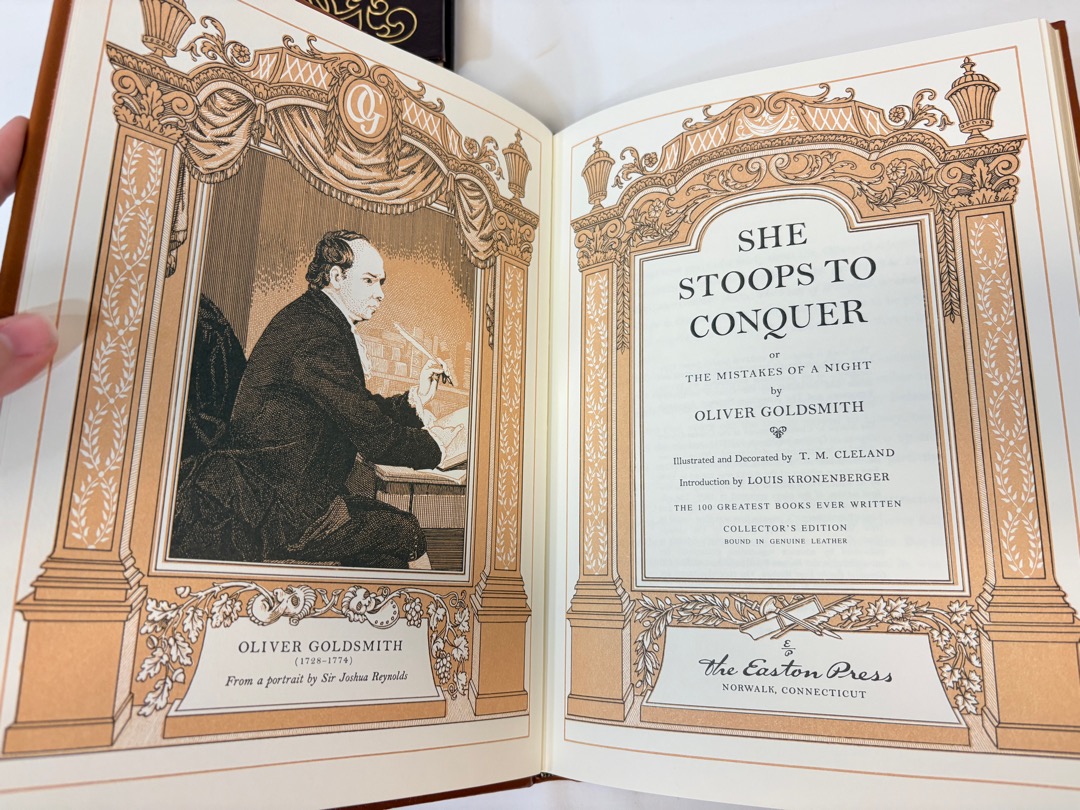 OG
OLIVER GOLDSMITH
(1728–1774)
From a portrait by Sir Joshua Reynolds
SHE
STOOPS TO
CONQUER
or
THE MISTAKES OF A NIGHT
by
OLIVER GOLDSMITH
Illustrated and Decorated by T. M. CLELAND
Introduction by LOUIS KRONENBERGER
THE 100 GREATEST BOOKS EVER WRITTEN
COLLECTOR'S EDITION
BOUND IN GENUINE LEATHER
E
P
The Easton Press
NORWALK, CONNECTICUT